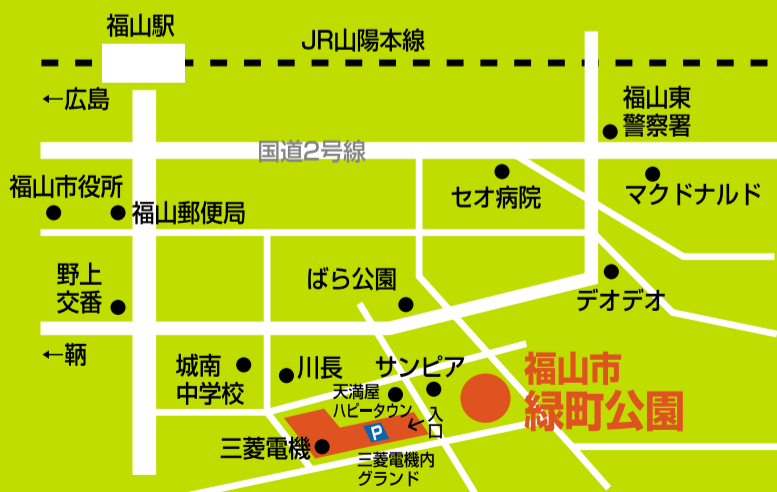 福山駅
JR山陽本線
←広島
福山東
警察署
国道2号線
福山市役所
福山郵便局
セオ病院
マクドナルド
野上
交番
ばら公園
デオデオ
←鞆
城南
中学校
川長
サンピア
天満屋
ハピータウン
福山市
緑町公園
入口
P
三菱電機
三菱電機内
グランド